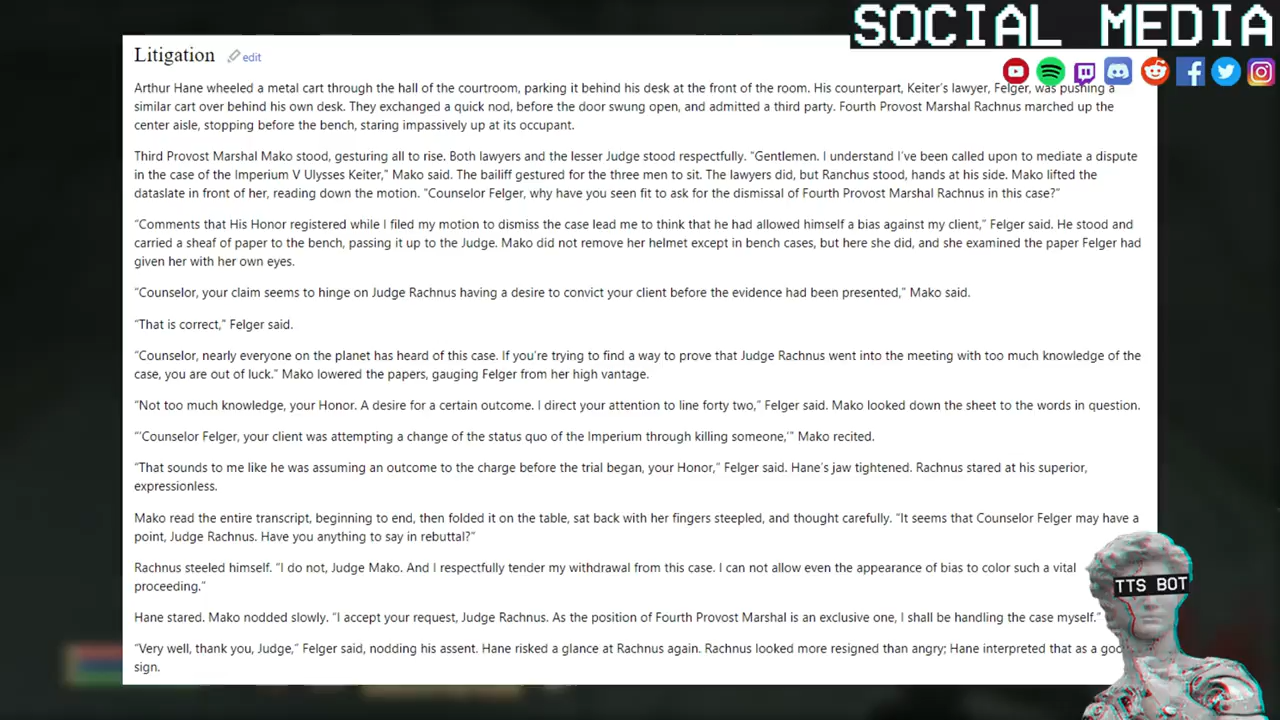 SOCIAL MEDIA
Litigation edit
Arthur Hane wheeled a metal cart through the hall of the courtroom, parking it behind his desk at the front of the room. His counterpart, Keiter’s lawyer, Felger, was pushing a
similar cart over behind his own desk. They exchanged a quick nod, before the door swung open, and admitted a third party. Fourth Provost Marshal Rachnus marched up the
center aisle, stopping before the bench, staring impassively up at its occupant.
Third Provost Marshal Mako stood, gesturing all to rise. Both lawyers and the lesser Judge stood respectfully. “Gentlemen. I understand I’ve been called upon to mediate a dispute
in the case of the Imperium V Ulysses Keiter,” Mako said. The bailiff gestured for the three men to sit. The lawyers did, but Ranchus stood, hands at his side. Mako lifted the
dataslate in front of her, reading down the motion. “Counselor Felger, why have you seen fit to ask for the dismissal of Fourth Provost Marshal Rachnus in this case?”
“Comments that His Honor registered while I filed my motion to dismiss the case lead me to think that he had allowed himself a bias against my client,” Felger said. He stood and
carried a sheaf of paper to the bench, passing it up to the Judge. Mako did not remove her helmet except in bench cases, but here she did, and she examined the paper Felger had
given her with her own eyes.
“Counselor, your claim seems to hinge on Judge Rachnus having a desire to convict your client before the evidence had been presented,” Mako said.
“That is correct,” Felger said.
“Counselor, nearly everyone on the planet has heard of this case. If you’re trying to find a way to prove that Judge Rachnus went into the meeting with too much knowledge of the
case, you are out of luck.” Mako lowered the papers, gauging Felger from her high vantage.
“Not too much knowledge, your Honor. A desire for a certain outcome. I direct your attention to line forty two,” Felger said. Mako looked down the sheet to the words in question.
“‘Counselor Felger, your client was attempting a change of the status quo of the Imperium through killing someone,’” Mako recited.
“That sounds to me like he was assuming an outcome to the charge before the trial began, your Honor,” Felger said. Hane’s jaw tightened. Rachnus stared at his superior,
expressionless.
Mako read the entire transcript, beginning to end, then folded it on the table, sat back with her fingers steepled, and thought carefully. “It seems that Counselor Felger may have a
point, Judge Rachnus. Have you anything to say in rebuttal?”
Rachnus steeled himself. “I do not, Judge Mako. And I respectfully tender my withdrawal from this case. I can not allow even the appearance of bias to color such a vital
proceeding.”
Hane stared. Mako nodded slowly. “I accept your request, Judge Rachnus. As the position of Fourth Provost Marshal is an exclusive one, I shall be handling the case myself.”
“Very well, thank you, Judge,” Felger said, nodding his assent. Hane risked a glance at Rachnus again. Rachnus looked more resigned than angry; Hane interpreted that as a goo
sign.
TTS BOT